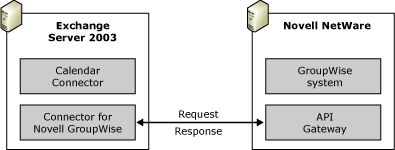 Exchange
Server 2003
Calendar
Connector
Connector for
Novell GroupWise
Request
Response
Novell NetWare
GroupWise
system
API
Gateway